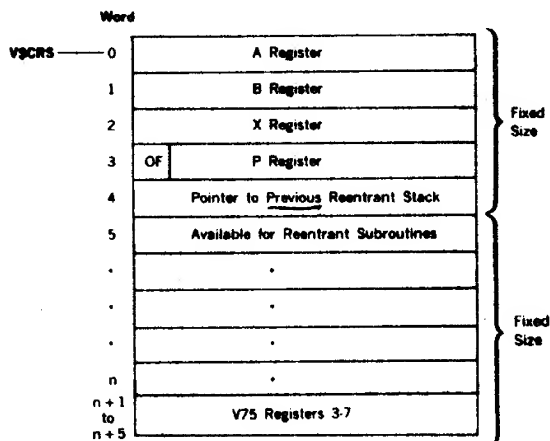 Word
V$CRS 0 A Register
1 B Register
2 X Register
3 OF P Register
4 Pointer to Previous Reentrant Stack
5 Available for Reentrant Subroutines
n
n + 1
to
n + 5
V75 Registers 3-7
Fixed
Size
Fixed
Size